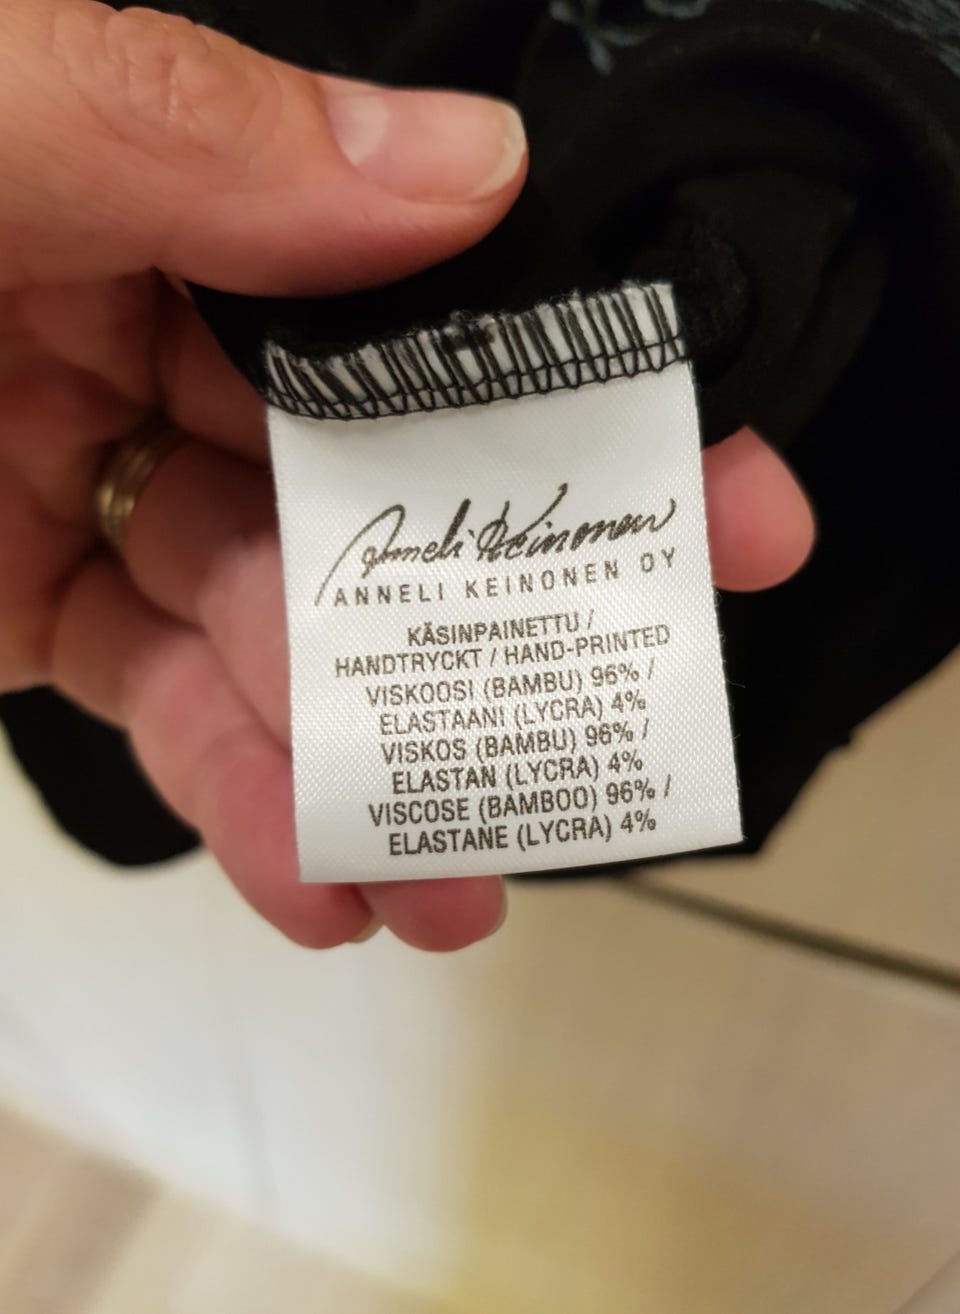 Anneli Keinonen
ANNELI KEINONEN OY
KÄSINPAINETTU /
HANDTRYCKT / HAND-PRINTED
VISKOOSI (BAMBU) 96% /
ELASTAANI (LYCRA) 4%
VISKOS (BAMBU) 96% /
ELASTAN (LYCRA) 4%
VISCOSE (BAMBOO) 96% /
ELASTANE (LYCRA) 4%